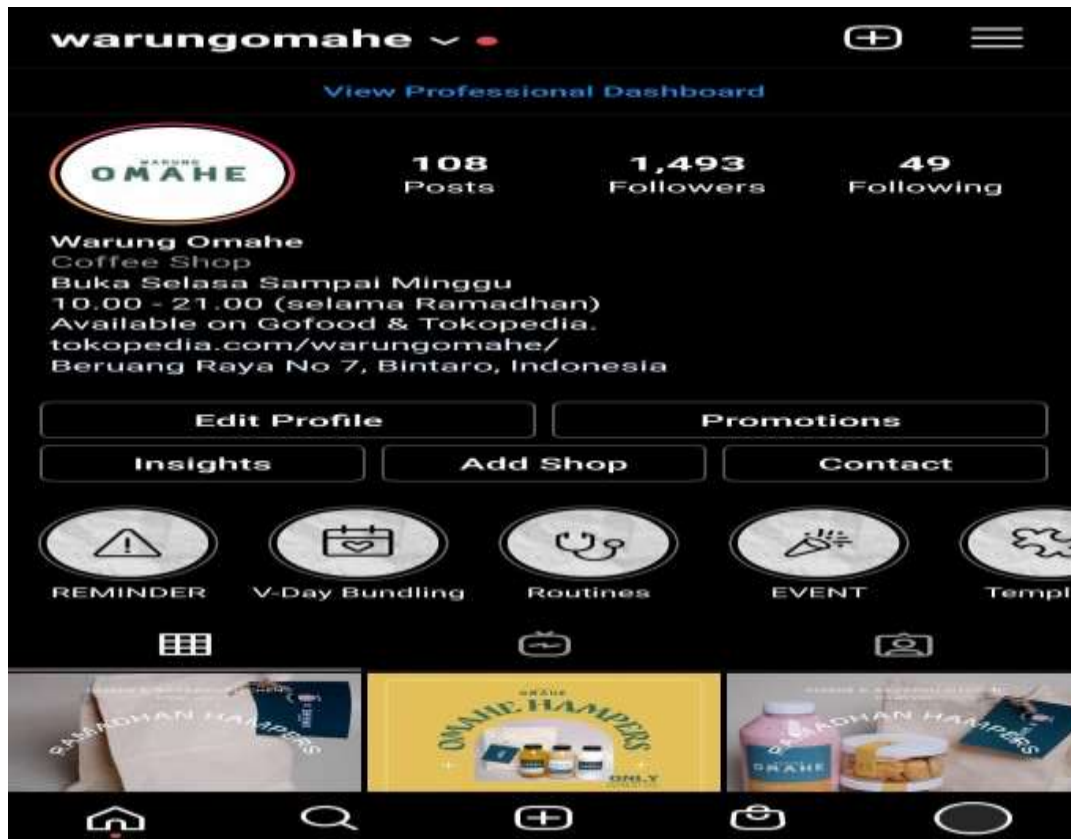 warungomahe
View Professional Dashboard
WARUNG
OMAHE
108 1,493 49
Posts Followers Following
Warung Omahe
Coffee Shop
Buka Selasa Sampai Minggu
10.00 - 21.00 (selama Ramadhan)
Available on Gofood & Tokopedia.
tokopedia.com/warungomahe/
Beruang Raya No 7, Bintaro, Indonesia
Edit Profile Promotions
Insights Add Shop Contact
REMINDER V-Day Bundling Routines EVENT Templ
RAMADHAN HAMPERS
OMAHE HAMPERS
ONLY
RAMADHAN HAMPERS
OMAHE